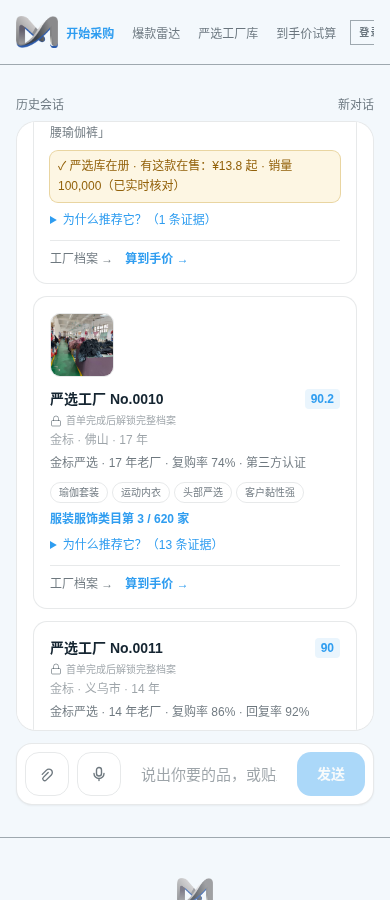 开始采购 爆款雷达 严选工厂库 到手价试算 登
历史会话 新对话
腰瑜伽裤」
✓ 严选库在册 · 有这款在售：¥13.8 起 · 销量
100,000（已实时核对）
▶ 为什么推荐它？（1 条证据）
工厂档案 → 算到手价 →
严选工厂 No.0010 90.2
首单完成后解锁完整档案
金标 · 佛山 · 17 年
金标严选 · 17 年老厂 · 复购率 74% · 第三方认证
瑜伽套装 运动内衣 头部严选 客户黏性强
服装服饰类目第 3 / 620 家
▶ 为什么推荐它？（13 条证据）
工厂档案 → 算到手价 →
严选工厂 No.0011 90
首单完成后解锁完整档案
金标 · 义乌市 · 14 年
金标严选 · 14 年老厂 · 复购率 86% · 回复率 92%
说出你要的品，或贴 发送